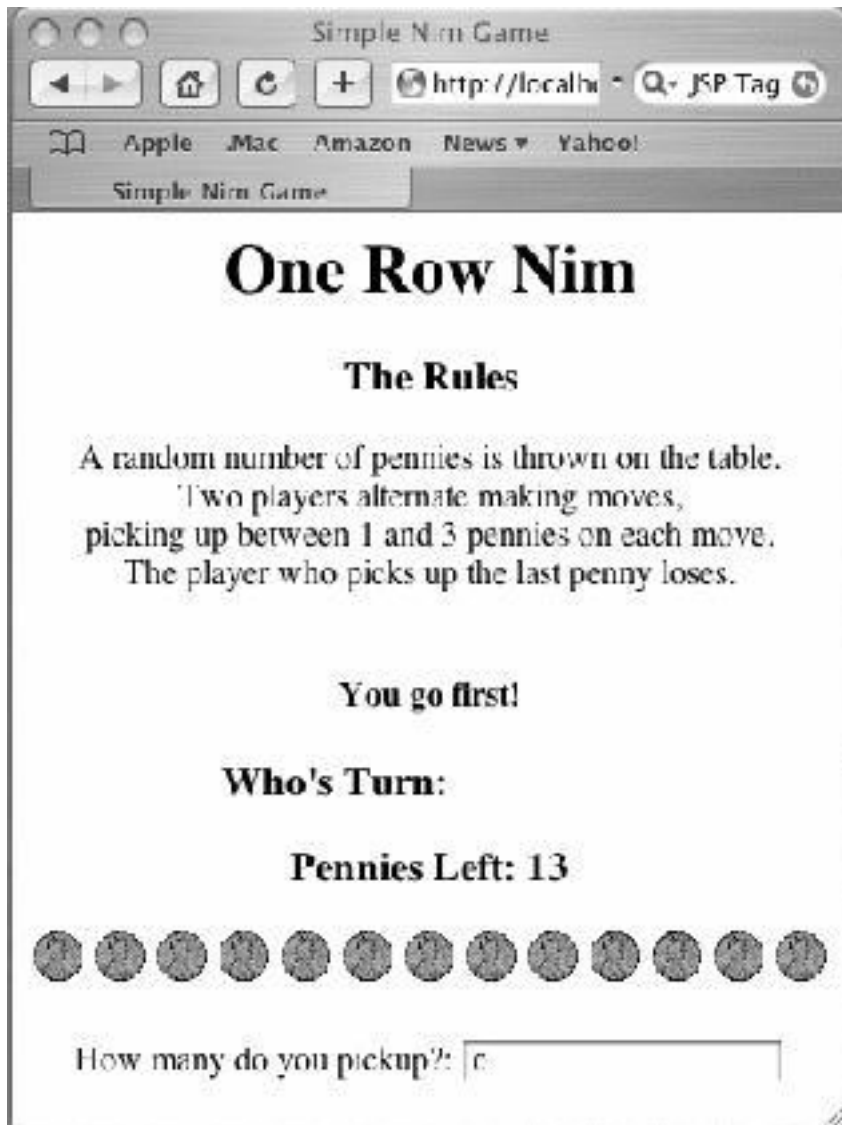 Simple Nim Game
http://localh
JSP Tag
Apple .Mac Amazon News Yahoo!
Simple Nim Game
One Row Nim
The Rules
A random number of pennies is thrown on the table.
Two players alternate making moves,
picking up between 1 and 3 pennies on each move.
The player who picks up the last penny loses.
You go first!
Who's Turn:
Pennies Left: 13
How many do you pickup?: